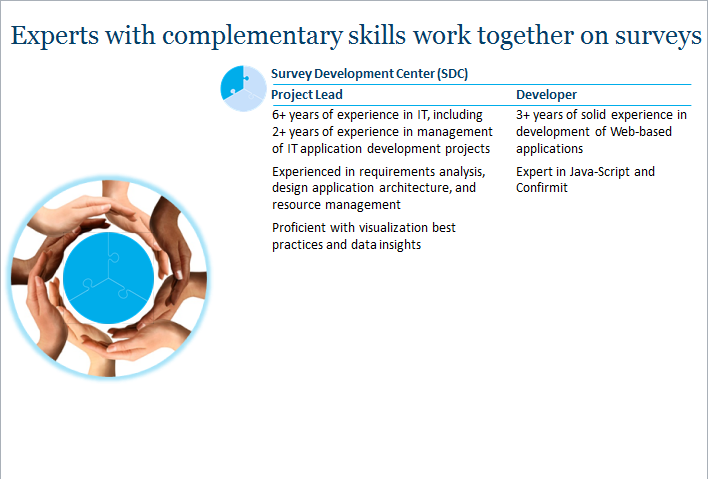 Experts with complementary skills work together on surveys
Survey Development Center (SDC)
Project Lead
6+ years of experience in IT, including
2+ years of experience in management
of IT application development projects
Experienced in requirements analysis,
design application architecture, and
resource management
Proficient with visualization best
practices and data insights
Developer
3+ years of solid experience in
development of Web-based
applications
Expert in Java-Script and
Confirmit